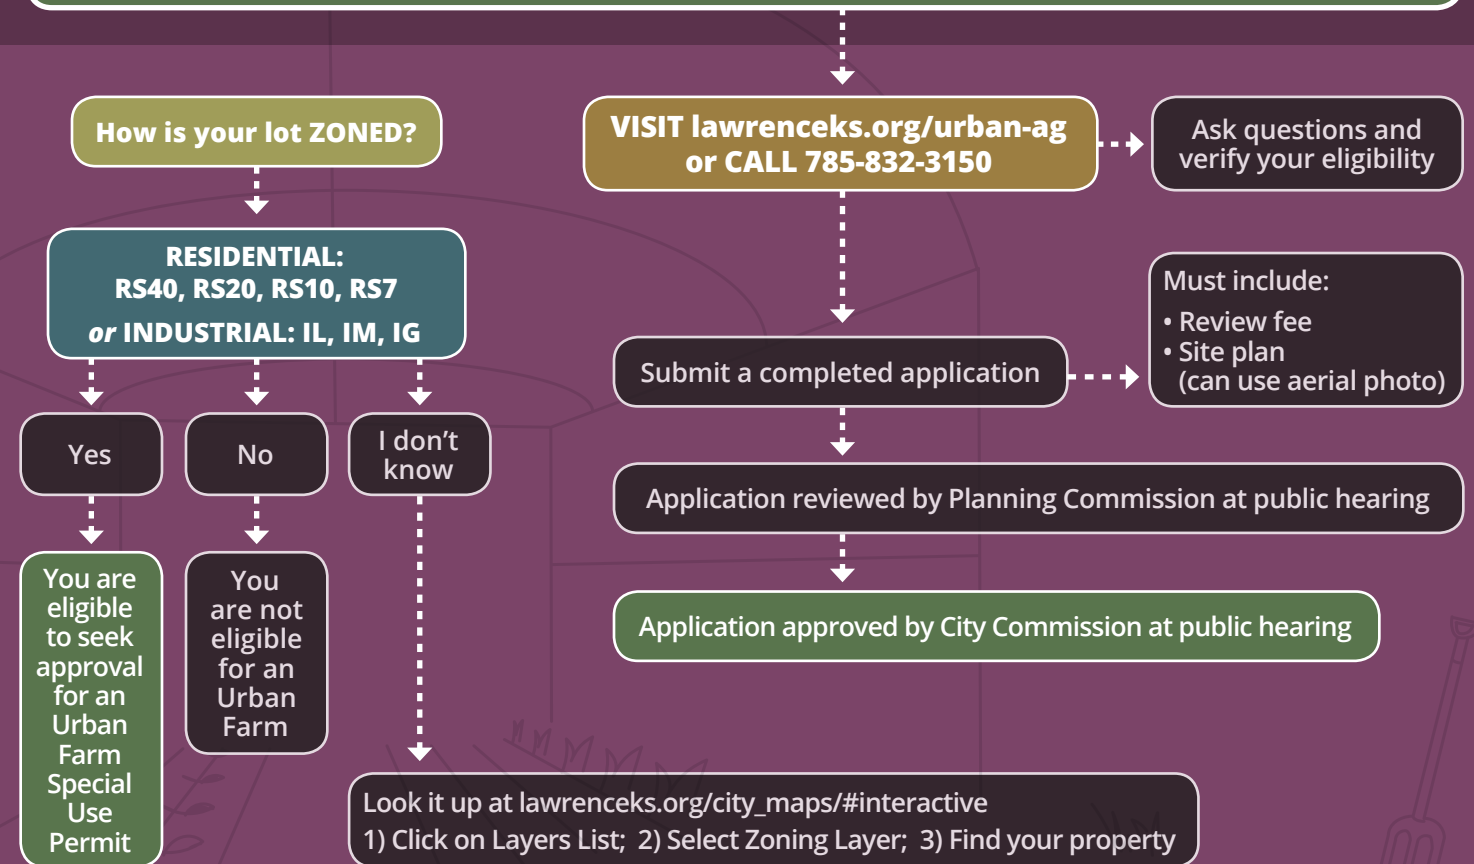 How is your lot ZONED?
RESIDENTIAL:
RS40, RS20, RS10, RS7
or INDUSTRIAL: IL, IM, IG
Yes
No
I don’t
know
You are
eligible
to seek
approval
for an
Urban
Farm
Special
Use
Permit
You
are not
eligible
for an
Urban
Farm
Look it up at lawrenceks.org/city_maps/#interactive
1) Click on Layers List;  2) Select Zoning Layer;  3) Find your property
VISIT lawrenceks.org/urban-ag
or CALL 785-832-3150
Ask questions and
verify your eligibility
Submit a completed application
Must include:
• Review fee
• Site plan
(can use aerial photo)
Application reviewed by Planning Commission at public hearing
Application approved by City Commission at public hearing